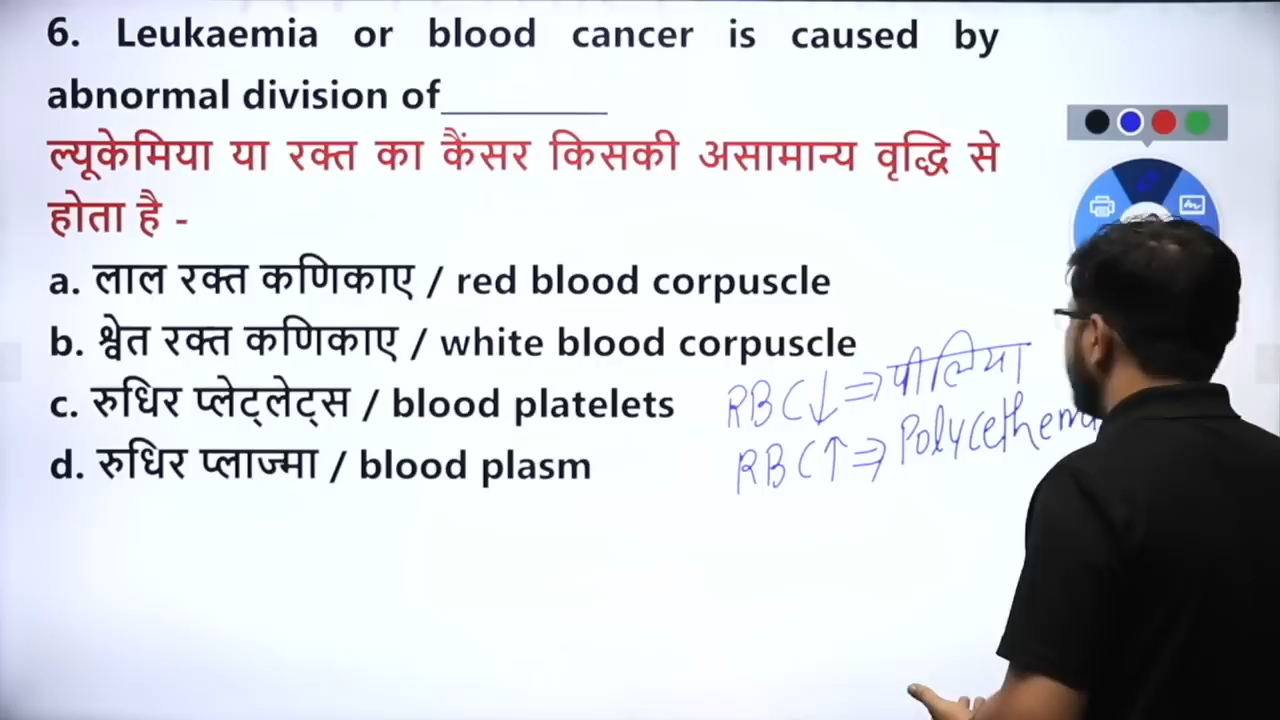 6. Leukaemia or blood cancer is caused by
abnormal division of________
ल्यूकेमिया या रक्त का कैंसर किसकी असामान्य वृद्धि से
होता है -
a. लाल रक्त कणिकाए / red blood corpuscle
b. श्वेत रक्त कणिकाए / white blood corpuscle
c. रुधिर प्लेट्लेट्स / blood platelets
d. रुधिर प्लाज्मा / blood plasm
RBC↓ ⇒ पीलिया
RBC↑ ⇒ Polycethem